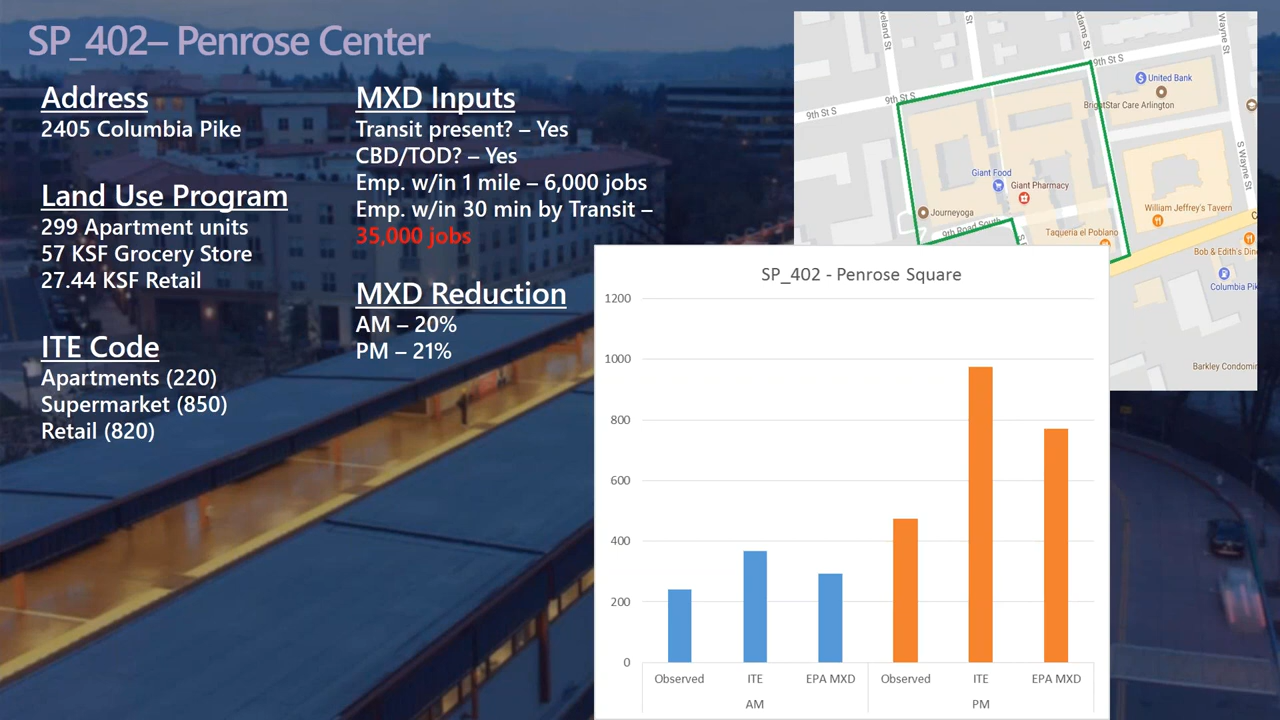 SP_402– Penrose Center
Address
2405 Columbia Pike
Land Use Program
299 Apartment units
57 KSF Grocery Store
27.44 KSF Retail
ITE Code
Apartments (220)
Supermarket (850)
Retail (820)
MXD Inputs
Transit present? – Yes
CBD/TOD? – Yes
Emp. w/in 1 mile – 6,000 jobs
Emp. w/in 30 min by Transit –
35,000 jobs
MXD Reduction
AM – 20%
PM – 21%
eland St
St
Adams St
Wayne St
9th St S
9th St S
9th St S
United Bank
BrightStar Care Arlington
S Wayne St
Giant Food
Giant Pharmacy
Journeyoga
9th Road South
William Jeffrey's Tavern
Taqueria el Poblano
Bob & Edith's Din
Columbia Pik
Barkley Condomin
SP_402 - Penrose Square
1200
1000
800
600
400
200
0
Observed ITE EPA MXD Observed ITE EPA MXD
AM PM